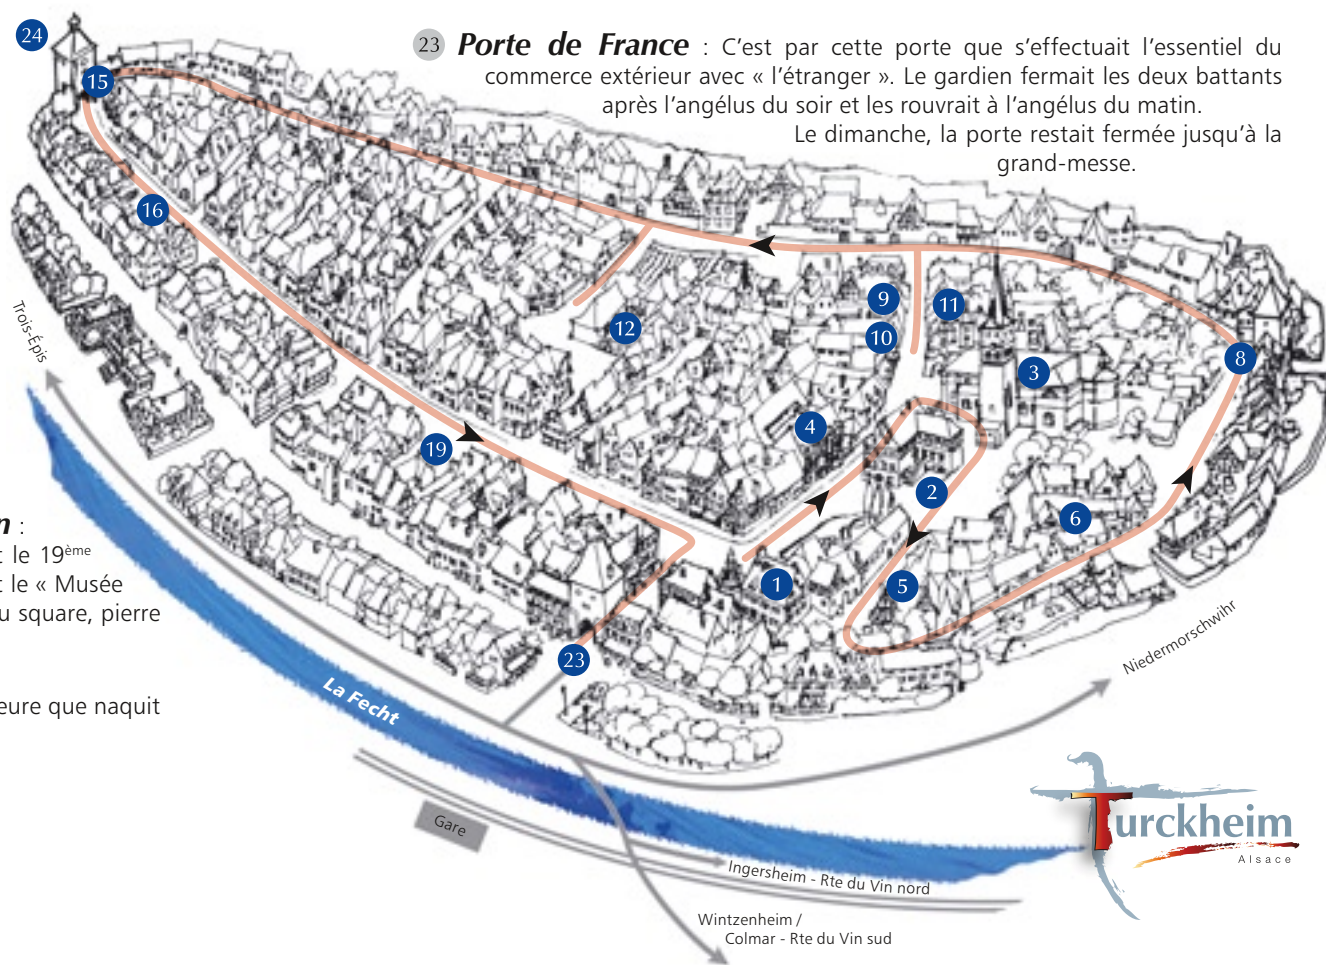 24
23 Porte de France : C’est par cette porte que s’effectuait l’essentiel du
commerce extérieur avec « l’étranger ». Le gardien fermait les deux battants
après l’angélus du soir et les rouvrait à l’angélus du matin.
Le dimanche, la porte restait fermée jusqu’à la
grand-messe.
15
16
9
11
12
10
8
3
Trois-Épis
4
19
2
6
n :
t le 19ème
t le « Musée
u square, pierre
1
5
23
Niedermorschwihr
eure que naquit
La Fecht
Gare
Turckheim
Alsace
Ingersheim - Rte du Vin nord
Wintzenheim /
Colmar - Rte du Vin sud